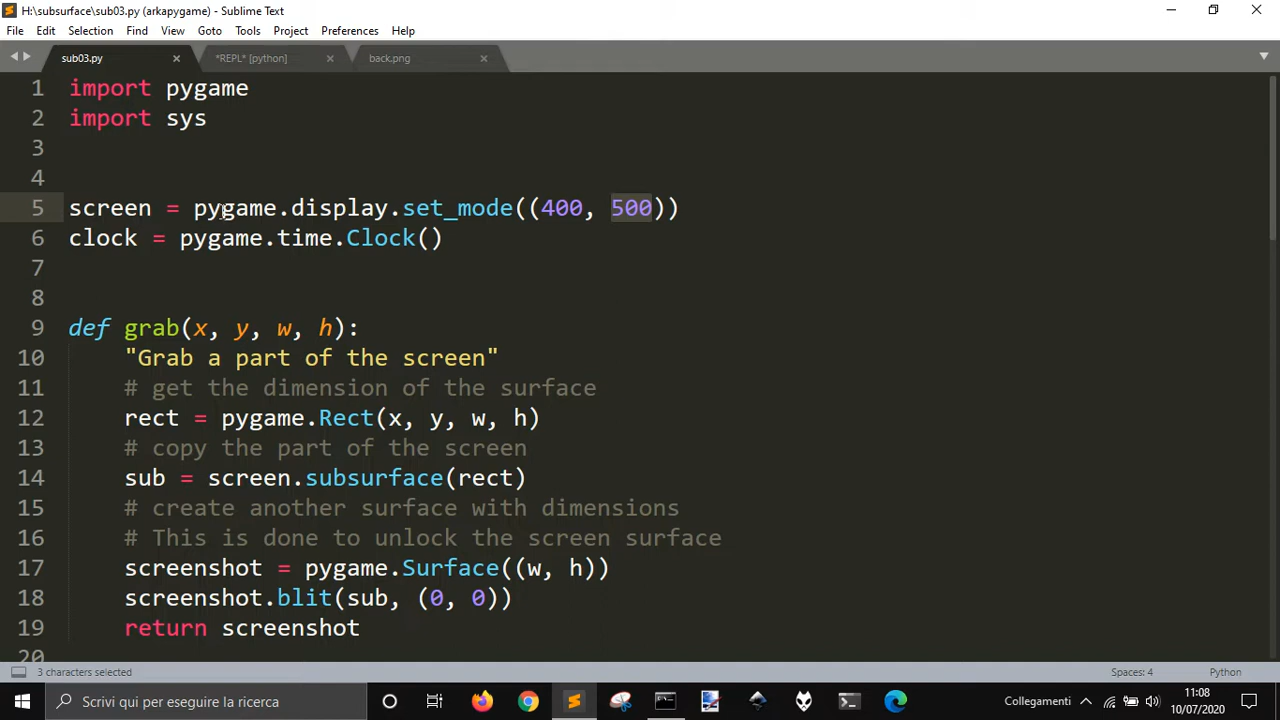 H:\subsurface\sub03.py (arkapygame) - Sublime Text
File Edit Selection Find View Goto Tools Project Preferences Help
sub03.py *REPL* [python] back.png
1 import pygame
2 import sys
3
4
5 screen = pygame.display.set_mode((400, 500))
6 clock = pygame.time.Clock()
7
8
9 def grab(x, y, w, h):
10 "Grab a part of the screen"
11 # get the dimension of the surface
12 rect = pygame.Rect(x, y, w, h)
13 # copy the part of the screen
14 sub = screen.subsurface(rect)
15 # create another surface with dimensions
16 # This is done to unlock the screen surface
17 screenshot = pygame.Surface((w, h))
18 screenshot.blit(sub, (0, 0))
19 return screenshot
20
3 characters selected Spaces: 4 Python
Scrivi qui per eseguire la ricerca Collegamenti 11:08
10/07/2020